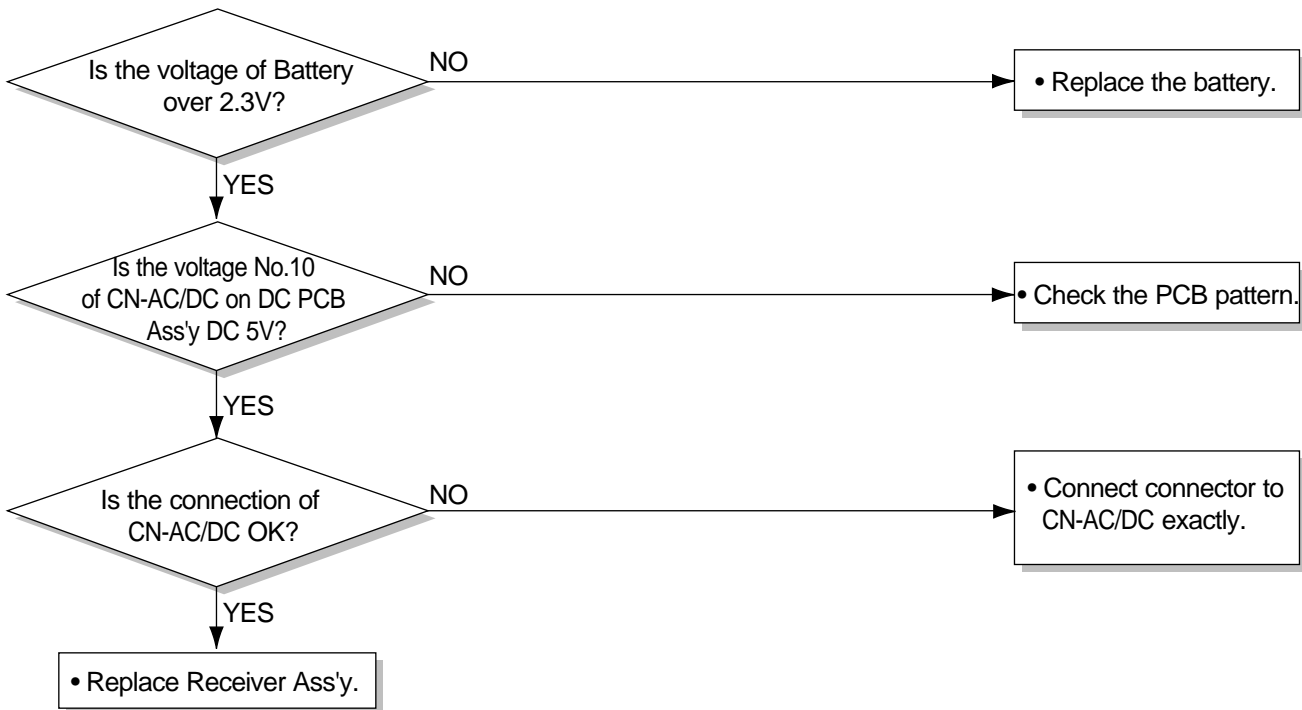 Is the voltage of Battery
over 2.3V?
NO
• Replace the battery.
YES
Is the voltage No.10
of CN-AC/DC on DC PCB
Ass'y DC 5V?
NO
• Check the PCB pattern.
YES
Is the connection of
CN-AC/DC OK?
NO
• Connect connector to
CN-AC/DC exactly.
YES
• Replace Receiver Ass'y.